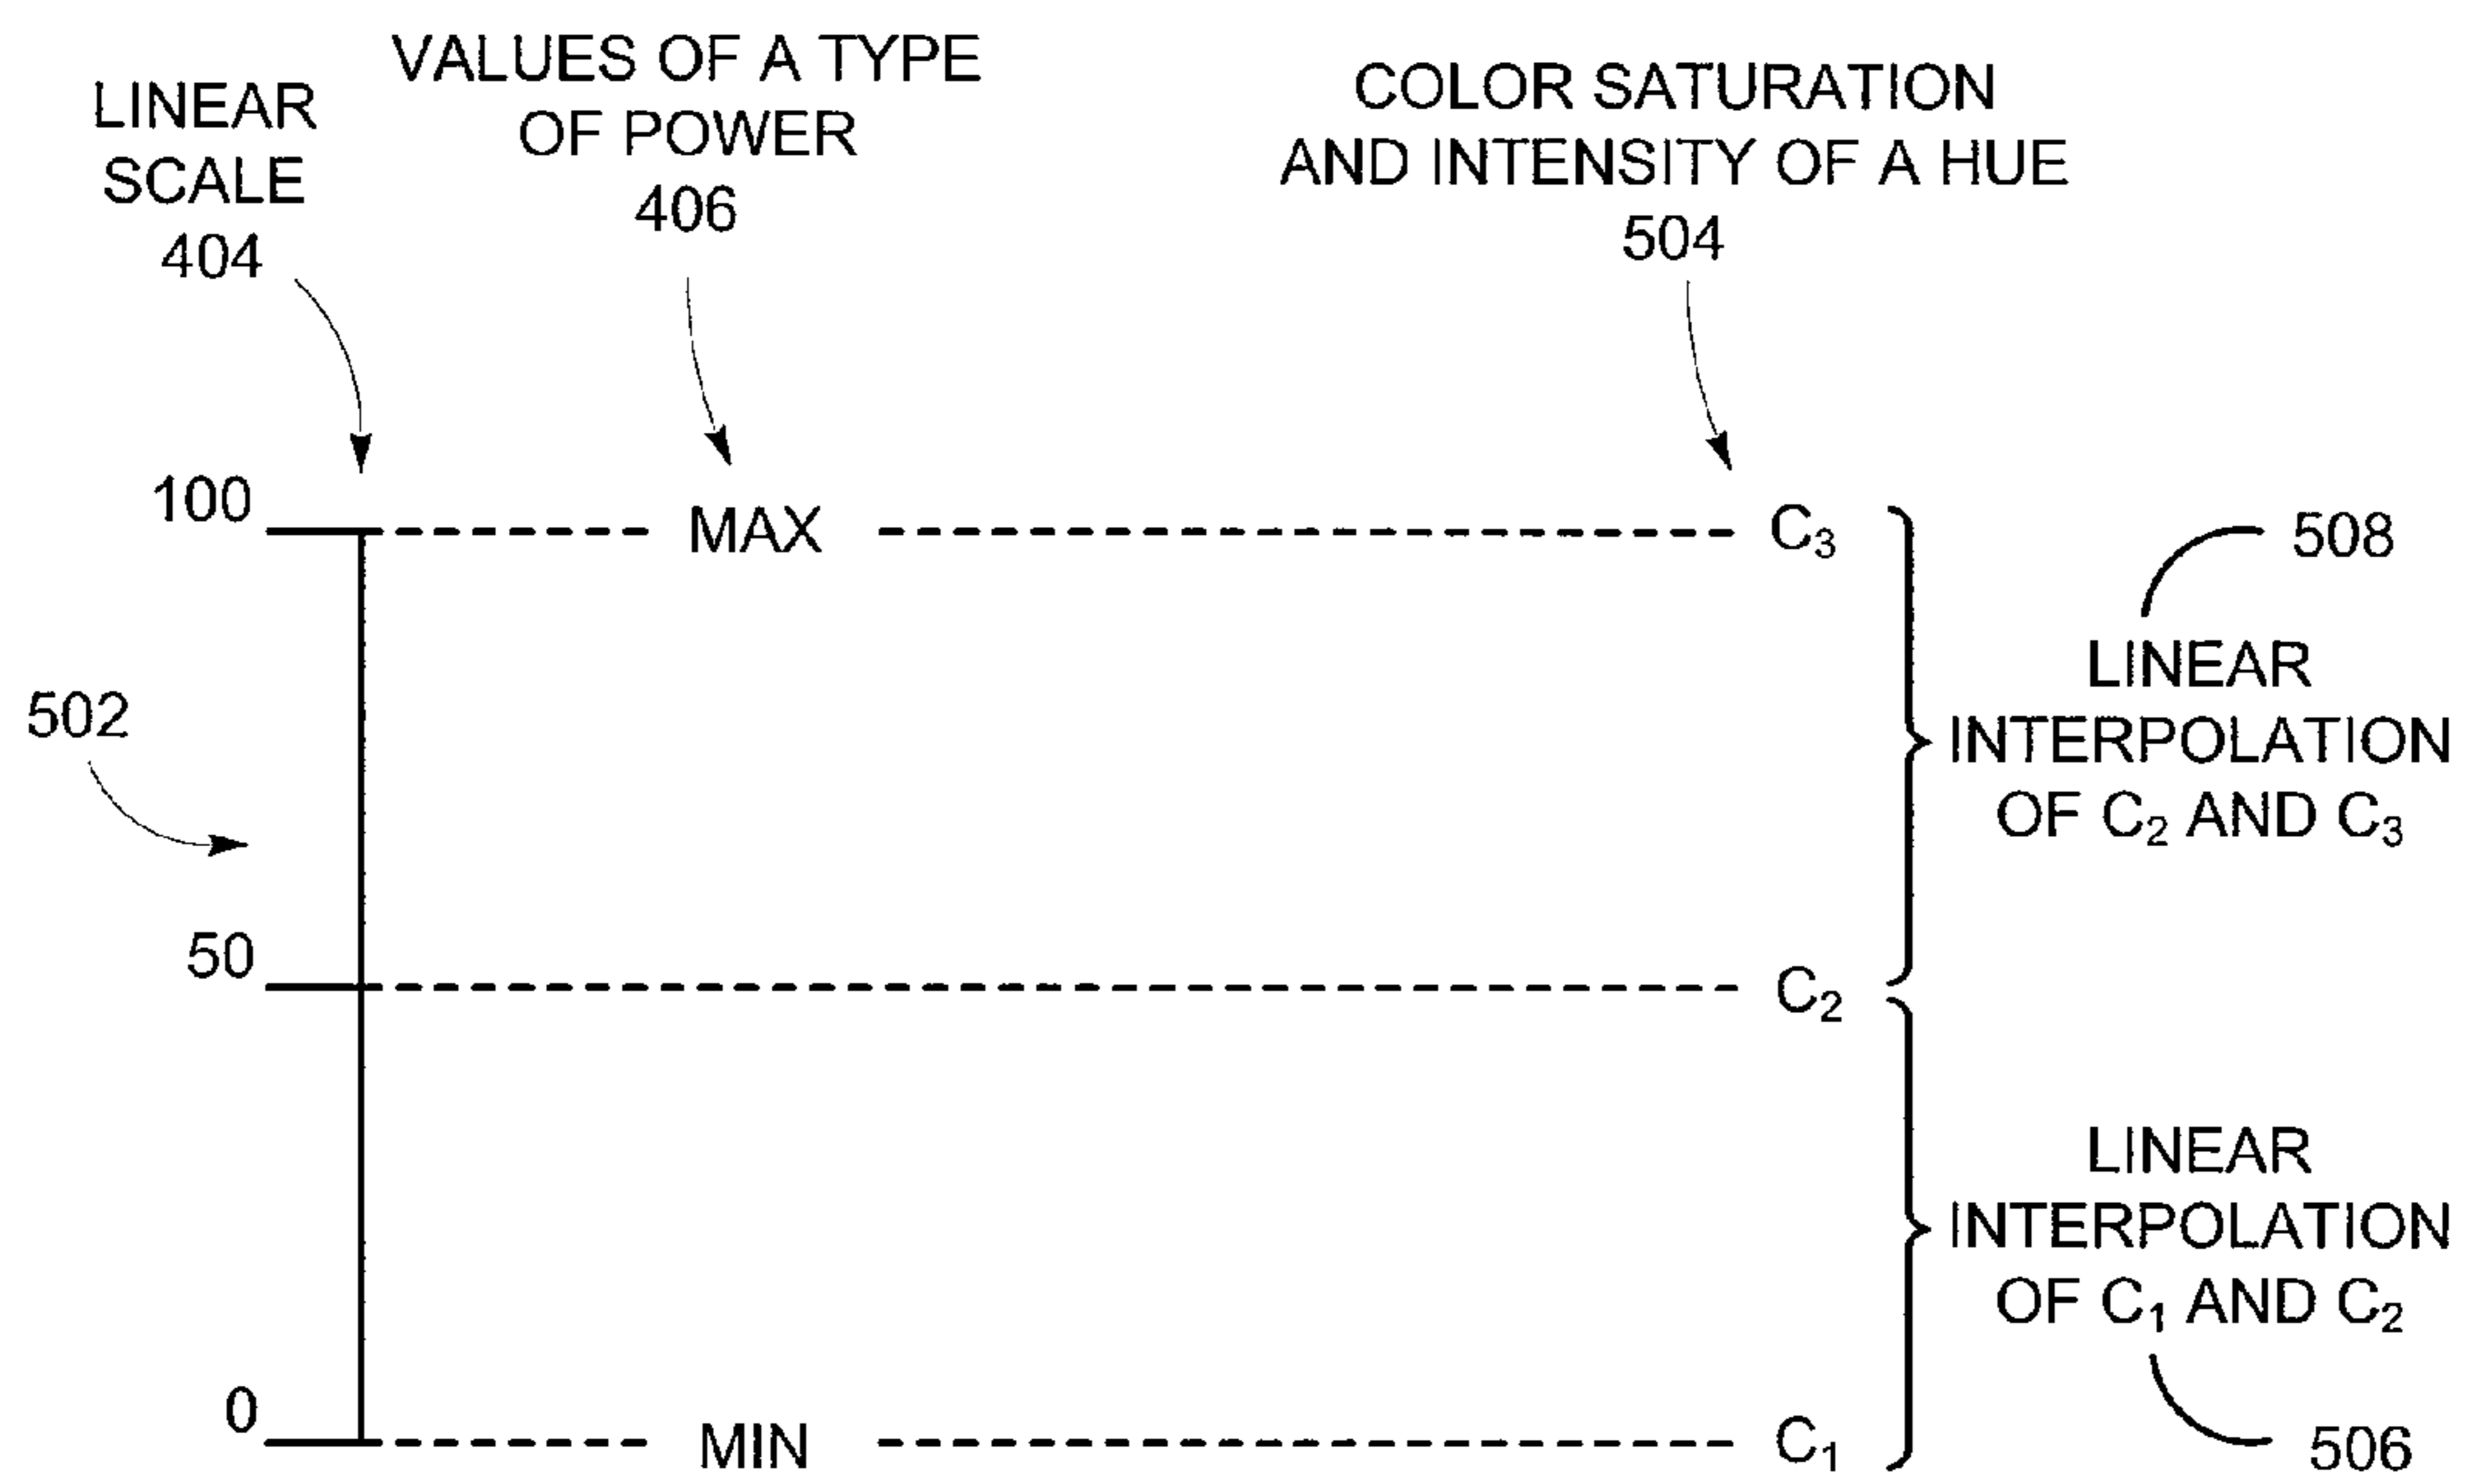 LINEAR
SCALE
404
VALUES OF A TYPE
OF POWER
406
COLOR SATURATION
AND INTENSITY OF A HUE
504
100
MAX
C₃
508
LINEAR
INTERPOLATION
OF C₂ AND C₃
502
50
C₂
LINEAR
INTERPOLATION
OF C₁ AND C₂
506
0
MIN
C₁